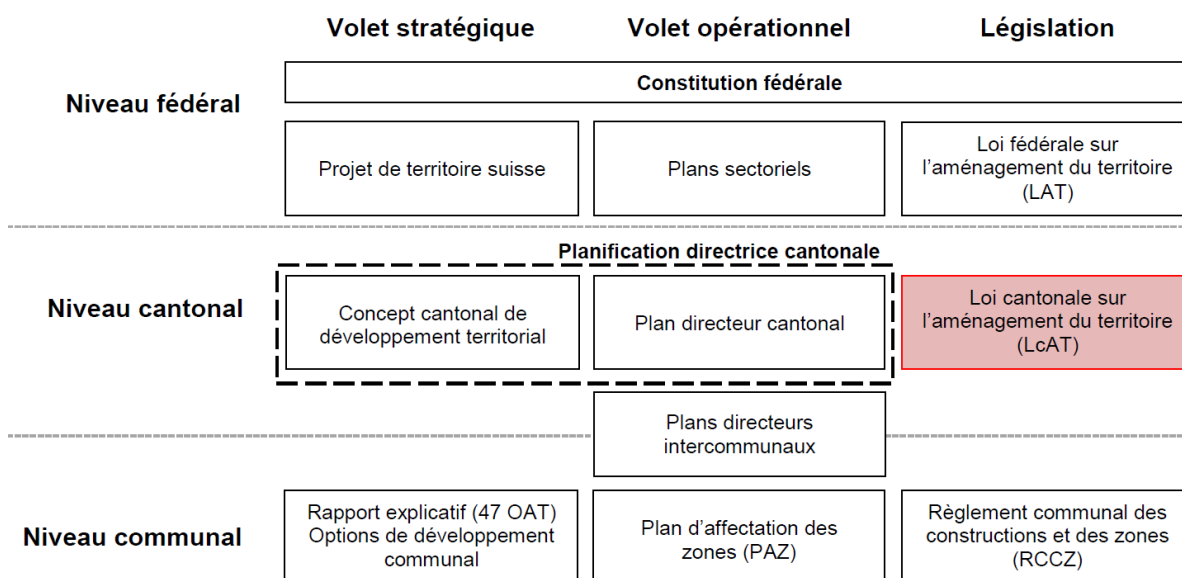 Volet stratégique
Volet opérationnel
Législation
Niveau fédéral
Constitution fédérale
Projet de territoire suisse
Plans sectoriels
Loi fédérale sur
l'aménagement du territoire
(LAT)
Planification directrice cantonale
Niveau cantonal
Concept cantonal de
développement territorial
Plan directeur cantonal
Loi cantonale sur
l'aménagement du territoire
(LcAT)
Plans directeurs
intercommunaux
Niveau communal
Rapport explicatif (47 OAT)
Options de développement
communal
Plan d'affectation des
zones (PAZ)
Règlement communal des
constructions et des zones
(RCCZ)